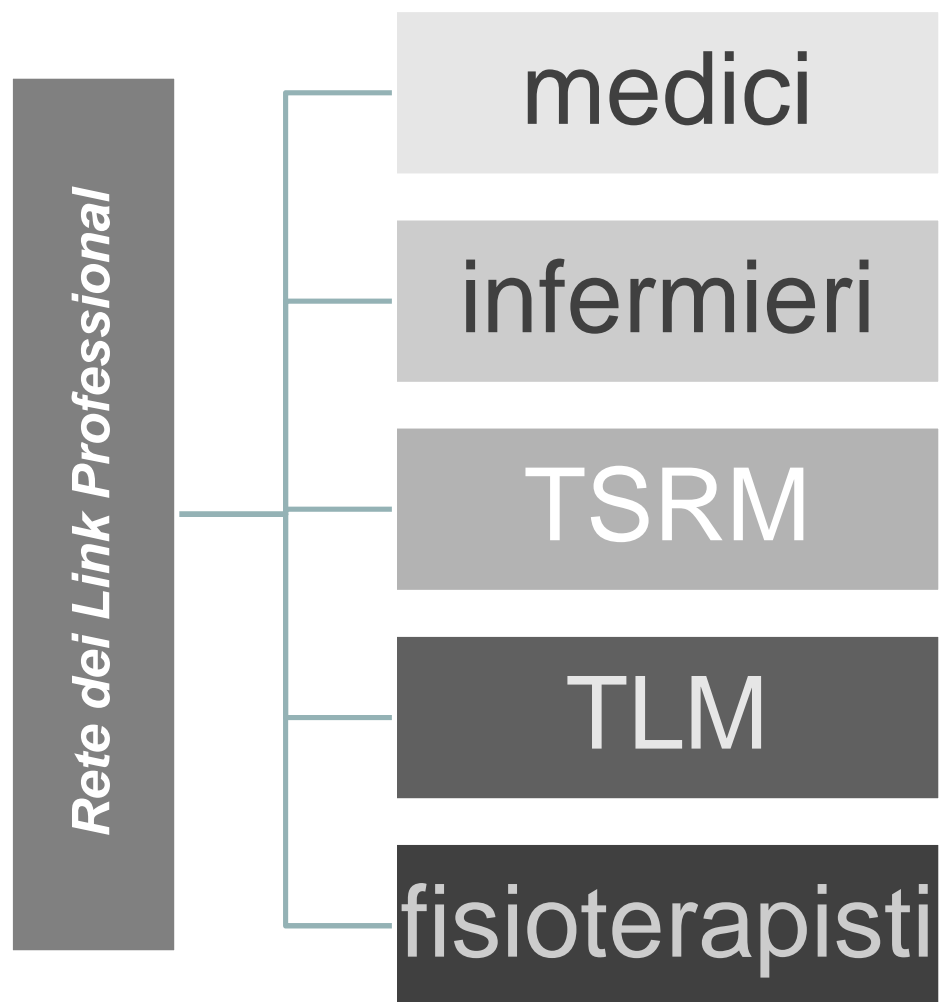 Rete dei Link Professional
medici
infermieri
TSRM
TLM
fisioterapisti